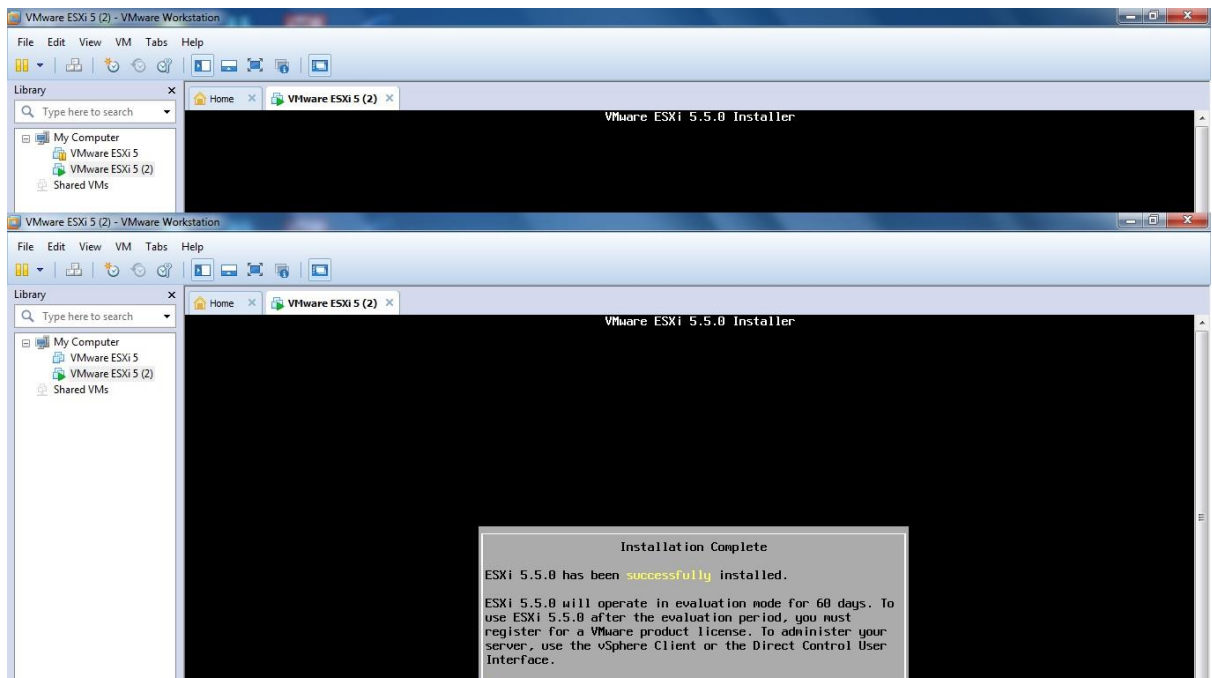 VMware ESXi 5 (2) - VMware Workstation
File Edit View VM Tabs Help
Library
Home
VMware ESXi 5 (2)
Type here to search
VMware ESXi 5.5.0 Installer
My Computer
VMware ESXi 5
VMware ESXi 5 (2)
Shared VMs
VMware ESXi 5 (2) - VMware Workstation
File Edit View VM Tabs Help
Library
Home
VMware ESXi 5 (2)
Type here to search
VMware ESXi 5.5.0 Installer
My Computer
VMware ESXi 5
VMware ESXi 5 (2)
Shared VMs
Installation Complete
ESXi 5.5.0 has been successfully installed.
ESXi 5.5.0 will operate in evaluation mode for 60 days. To
use ESXi 5.5.0 after the evaluation period, you must
register for a VMware product license. To administer your
server, use the vSphere Client or the Direct Control User
Interface.